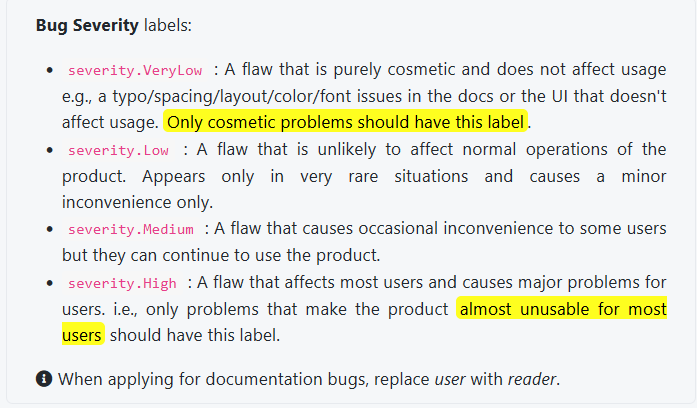 Bug Severity labels:
• severity.VeryLow : A flaw that is purely cosmetic and does not affect usage
e.g., a typo/spacing/layout/color/font issues in the docs or the UI that doesn't
affect usage. Only cosmetic problems should have this label.
• severity.Low : A flaw that is unlikely to affect normal operations of the
product. Appears only in very rare situations and causes a minor
inconvenience only.
• severity.Medium : A flaw that causes occasional inconvenience to some users
but they can continue to use the product.
• severity.High : A flaw that affects most users and causes major problems for
users. i.e., only problems that make the product almost unusable for most
users should have this label.
When applying for documentation bugs, replace user with reader.